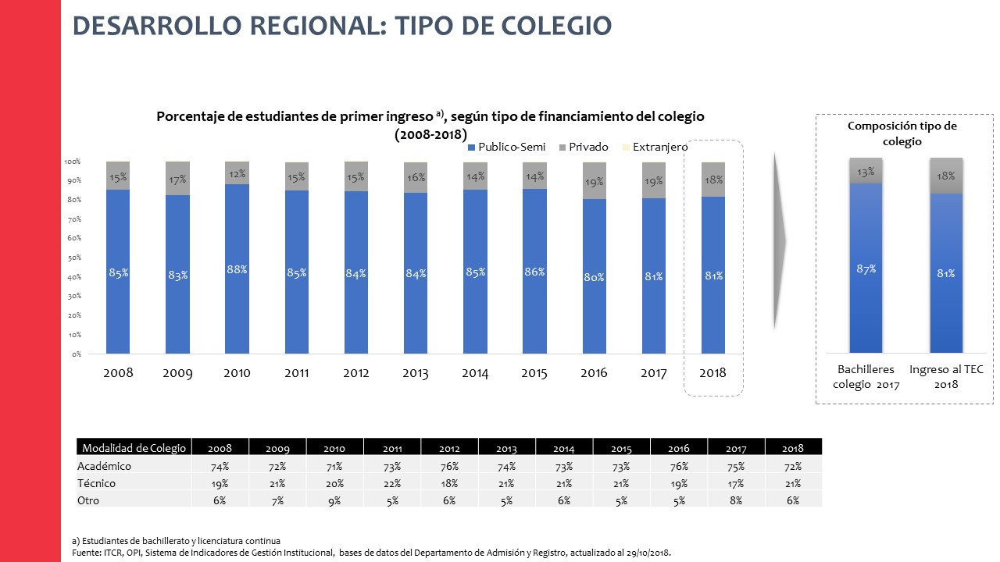 DESARROLLO REGIONAL: TIPO DE COLEGIO
Porcentaje de estudiantes de primer ingreso a), según tipo de financiamiento del colegio
(2008-2018)
Publico-Semi Privado Extranjero
100%
90%
80%
70%
60%
50%
40%
30%
20%
10%
0%
15% 17% 12% 15% 15% 16% 14% 14% 19% 19% 18%
85% 83% 88% 85% 84% 84% 85% 86% 80% 81% 81%
2008 2009 2010 2011 2012 2013 2014 2015 2016 2017 2018
Composición tipo de
colegio
13% 18%
87% 81%
Bachilleres Ingreso al TEC
colegio 2017 2018
Modalidad de Colegio 2008 2009 2010 2011 2012 2013 2014 2015 2016 2017 2018
Académico 74% 72% 71% 73% 76% 74% 73% 73% 76% 75% 72%
Técnico 19% 21% 20% 22% 18% 21% 21% 21% 19% 17% 21%
Otro 6% 7% 9% 5% 6% 5% 6% 5% 5% 8% 6%
a) Estudiantes de bachillerato y licenciatura continua
Fuente: ITCR, OPI, Sistema de Indicadores de Gestión Institucional, bases de datos del Departamento de Admisión y Registro, actualizado al 29/10/2018.